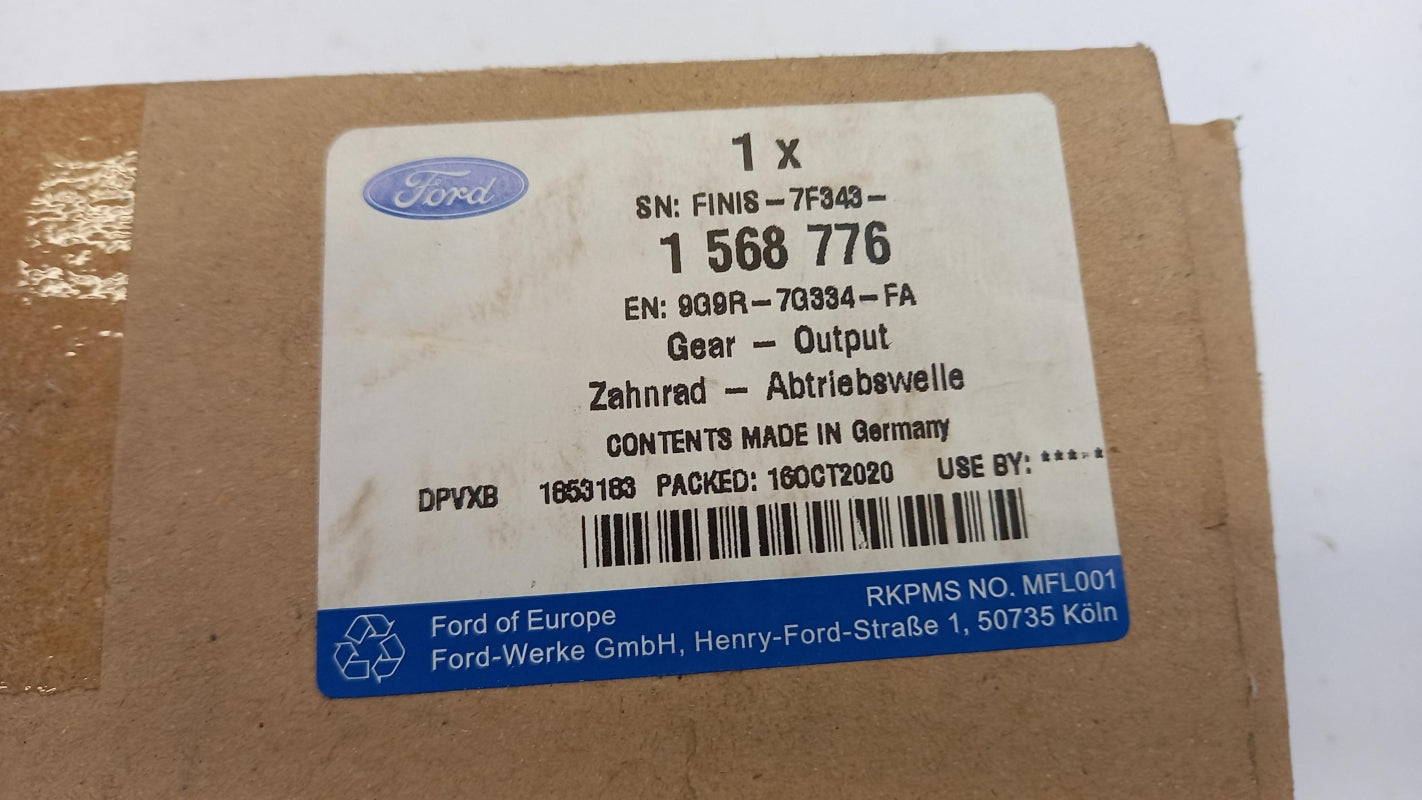 Ford
1 x
SN: FINIS-7F343-
1 568 776
EN: 9G9R-7G334-FA
Gear - Output
Zahnrad - Abtriebswelle
CONTENTS MADE IN Germany
DPVXB 1853183 PACKED: 16OCT2020 USE BY: ***-*
RKPMS NO. MFL001
Ford of Europe
Ford-Werke GmbH, Henry-Ford-Straße 1, 50735 Köln